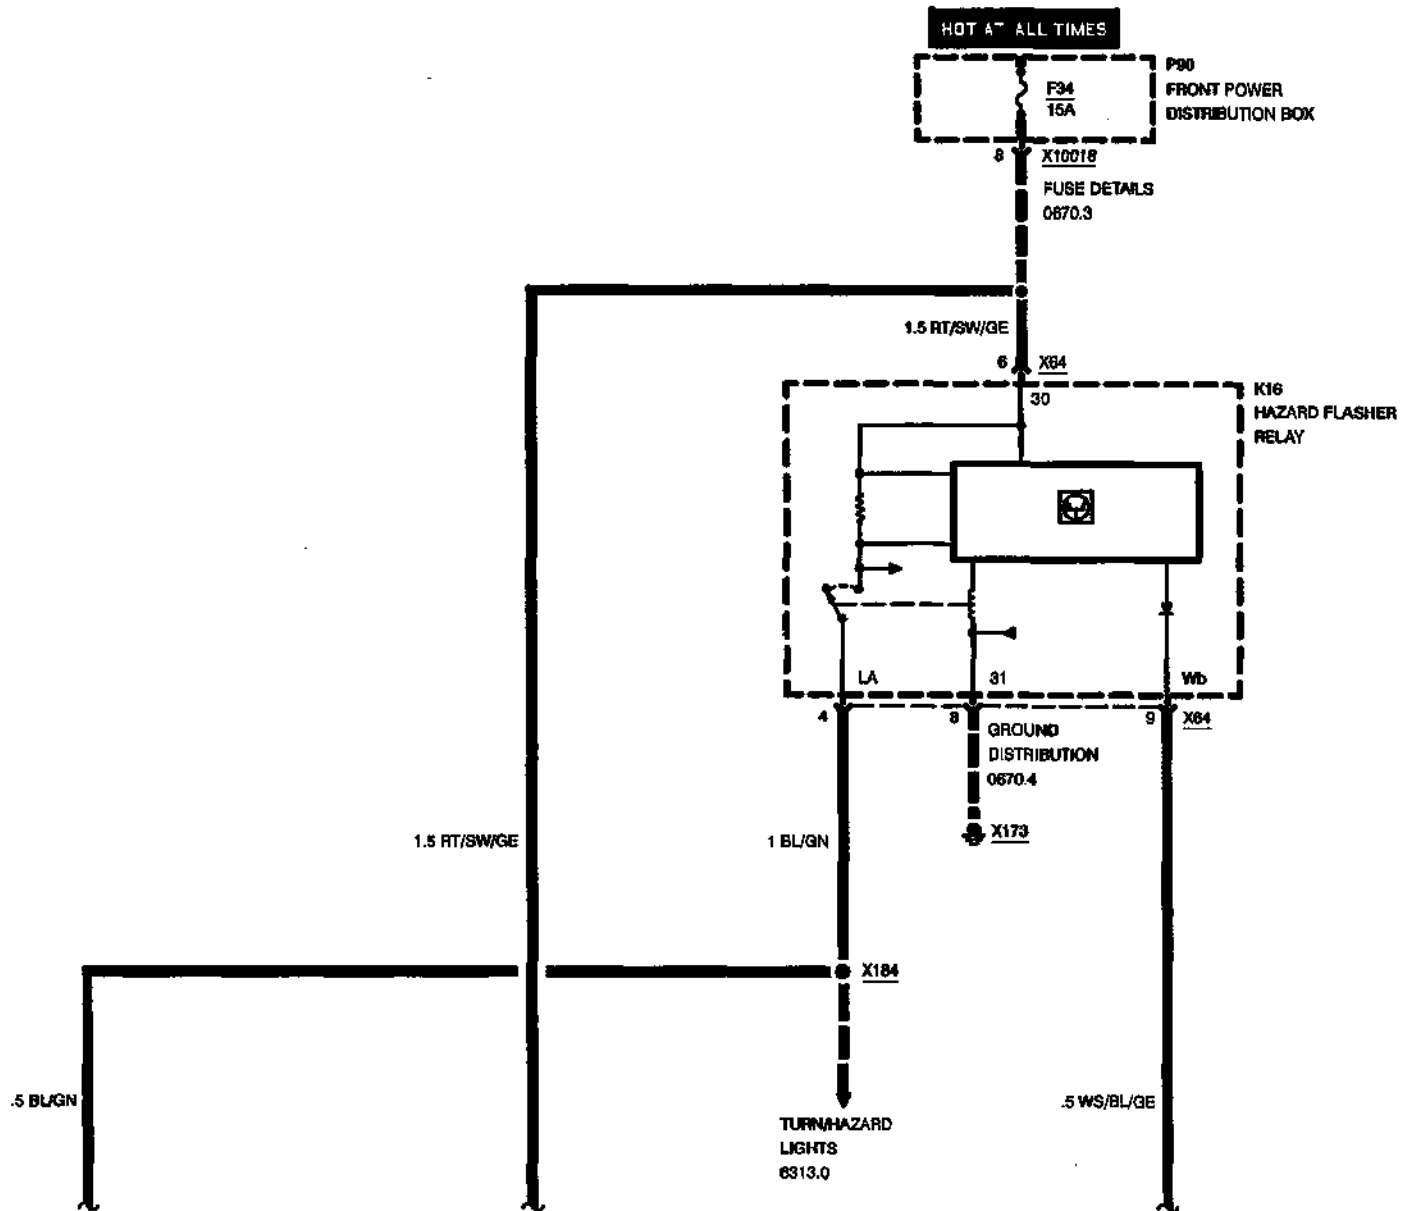 HOT AT ALL TIMES
P90
FRONT POWER
DISTRIBUTION BOX
F34
15A
8
X10018
FUSE DETAILS
0670.3
1.5 RT/SW/GE
6
X64
30
K16
HAZARD FLASHER
RELAY
LA
31
Wb
4
8
9
X64
GROUND
DISTRIBUTION
0670.4
X173
1.5 RT/SW/GE
1 BL/GN
X184
.5 BL/GN
.5 WS/BL/GE
TURN/HAZARD
LIGHTS
6313.0